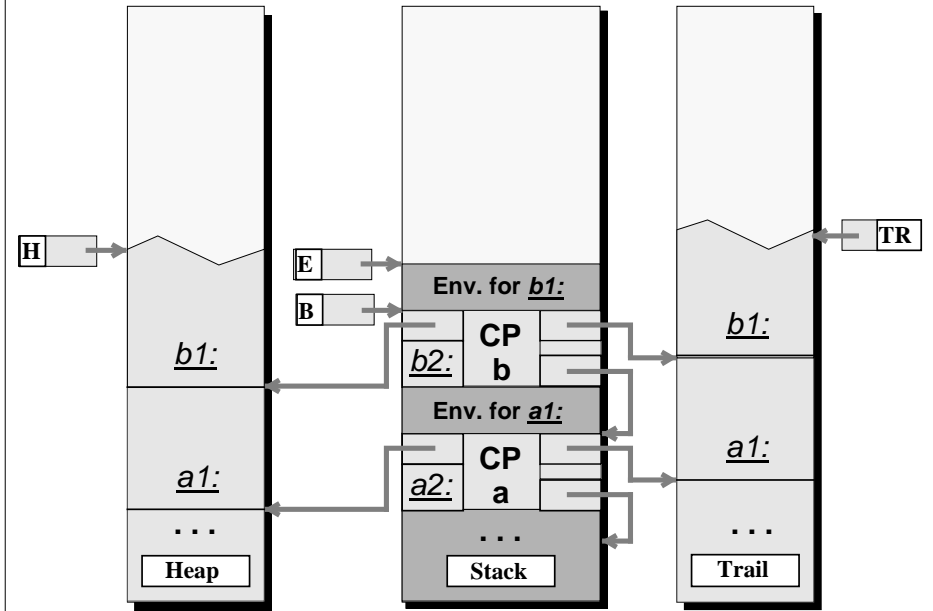 H
E
B
TR
Env. for b1:
b1:
b2:
CP
b
b1:
Env. for a1:
a1:
a2:
CP
a
a1:
. . .
. . .
. . .
Heap
Stack
Trail